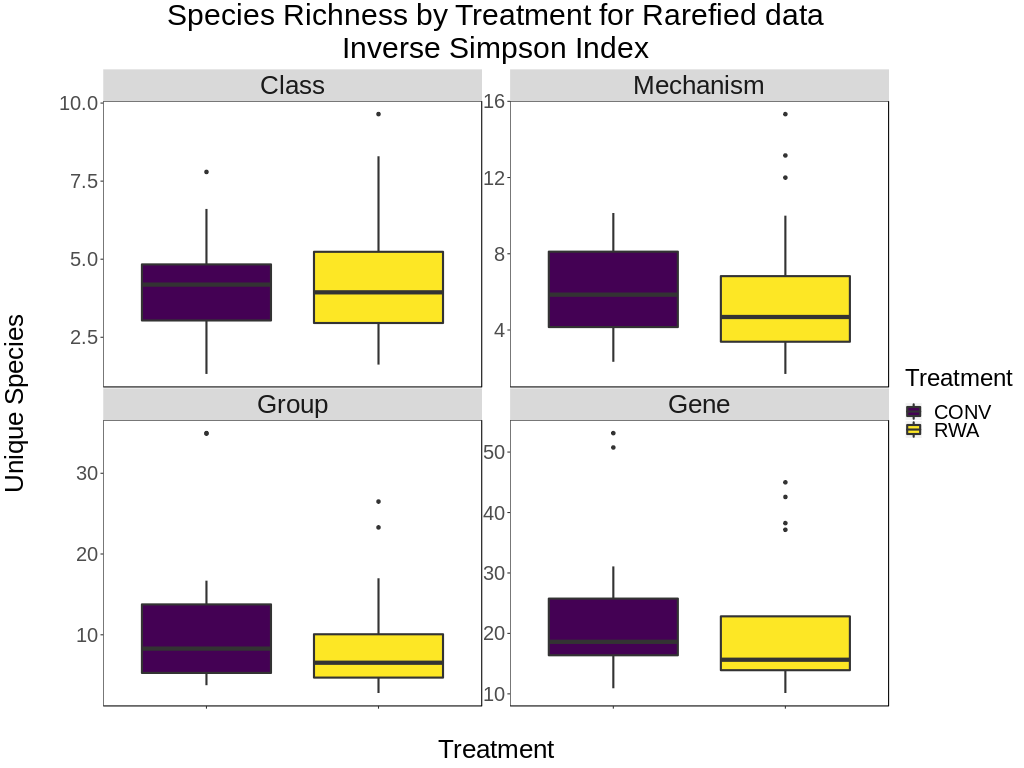 Species Richness by Treatment for Rarefied data
Inverse Simpson Index
Class
Mechanism
10.0
7.5
5.0
2.5
16
12
8
4
Group
Gene
30
20
10
50
40
30
20
10
Unique Species
Treatment
Treatment
CONV
RWA